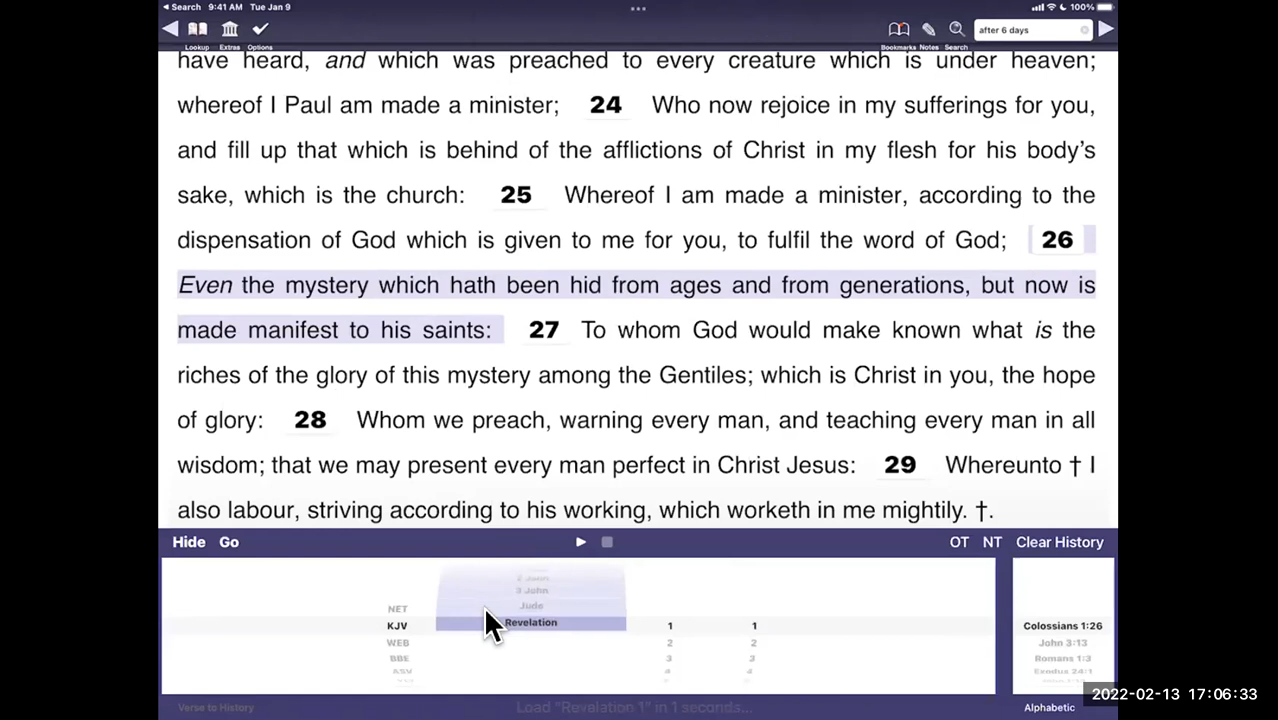 Search 9:41 AM Tue Jan 9 100%
after 6 days
Lookup Extras Options Bookmarks Notes Search
have heard, and which was preached to every creature which is under heaven;
whereof I Paul am made a minister; 24 Who now rejoice in my sufferings for you,
and fill up that which is behind of the afflictions of Christ in my flesh for his body's
sake, which is the church: 25 Whereof I am made a minister, according to the
dispensation of God which is given to me for you, to fulfil the word of God; 26
Even the mystery which hath been hid from ages and from generations, but now is
made manifest to his saints: 27 To whom God would make known what is the
riches of the glory of this mystery among the Gentiles; which is Christ in you, the hope
of glory: 28 Whom we preach, warning every man, and teaching every man in all
wisdom; that we may present every man perfect in Christ Jesus: 29 Whereunto † I
also labour, striving according to his working, which worketh in me mightily. †.
Hide Go OT NT Clear History
2 John
3 John
NET Jude
KJV Revelation 1 1 Colossians 1:26
WEB 2 2 John 3:13
BBE 3 3 Romans 1:3
4 4 Exodus 24:1
2022-02-13 17:06:33
Verse to History Load "Revelation 1" in 1 seconds... Alphabetic